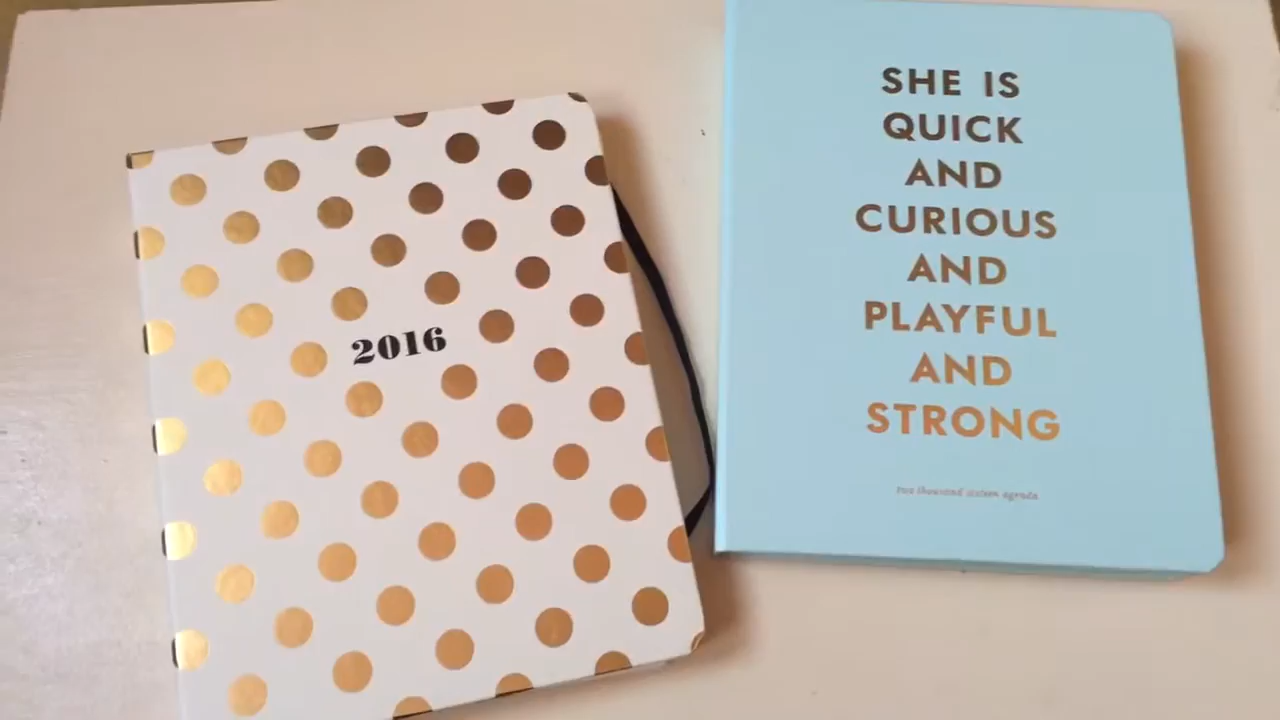 2016
SHE IS
QUICK
AND
CURIOUS
AND
PLAYFUL
AND
STRONG
two thousand sixteen agenda